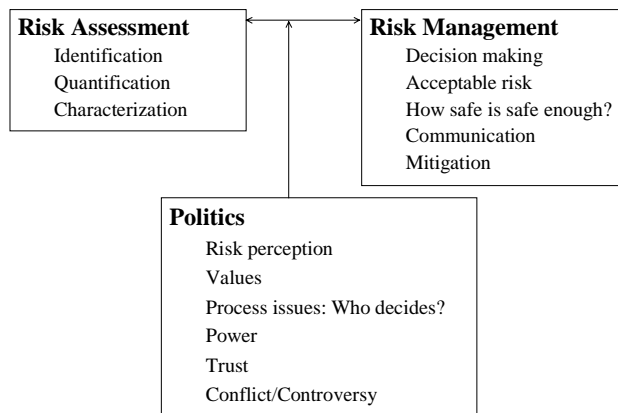 Risk Assessment
Identification
Quantification
Characterization
Risk Management
Decision making
Acceptable risk
How safe is safe enough?
Communication
Mitigation
Politics
Risk perception
Values
Process issues: Who decides?
Power
Trust
Conflict/Controversy